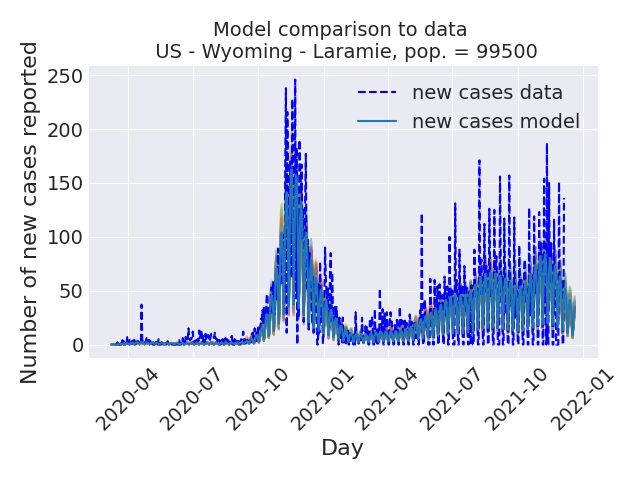 Model comparison to data
US - Wyoming - Laramie, pop. = 99500
Number of new cases reported
250
200
150
100
50
0
new cases data
new cases model
2020-04
2020-07
2020-10
2021-01
2021-04
2021-07
2021-10
2022-01
Day